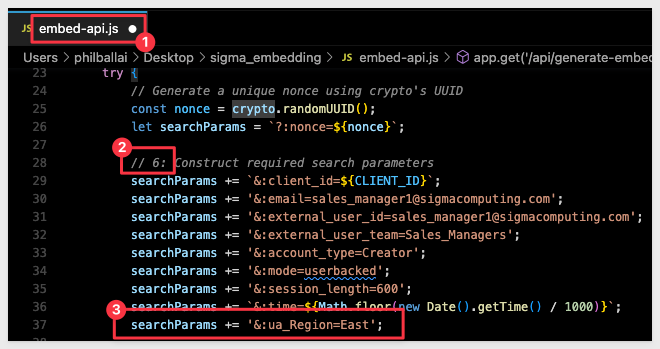 JS embed-api.js ●
1
Users > philballai > Desktop > sigma_embedding > JS embed-api.js > app.get('/api/generate-embed
23 try {
24 // Generate a unique nonce using crypto's UUID
25 const nonce = crypto.randomUUID();
26 let searchParams = `?:nonce=${nonce}`;
27
2
28 // 6: Construct required search parameters
29 searchParams += `&:client_id=${CLIENT_ID}`;
30 searchParams += '&:email=sales_manager1@sigmacomputing.com';
31 searchParams += '&:external_user_id=sales_manager1@sigmacomputing.com';
32 searchParams += '&:external_user_team=Sales_Managers';
33 searchParams += '&:account_type=Creator';
34 searchParams += '&:mode=userbacked';
35 searchParams += '&:session_length=600';
36 searchParams += `&:time=${Math.floor(new Date().getTime() / 1000)}`;
3
37 searchParams += '&:ua_Region=East';